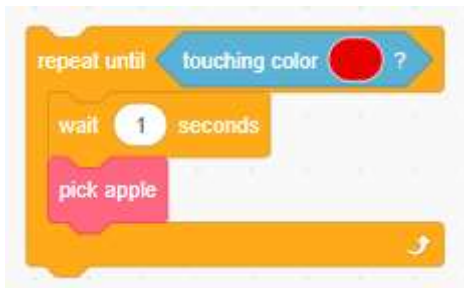 repeat until touching color ?
wait 1 seconds
pick apple